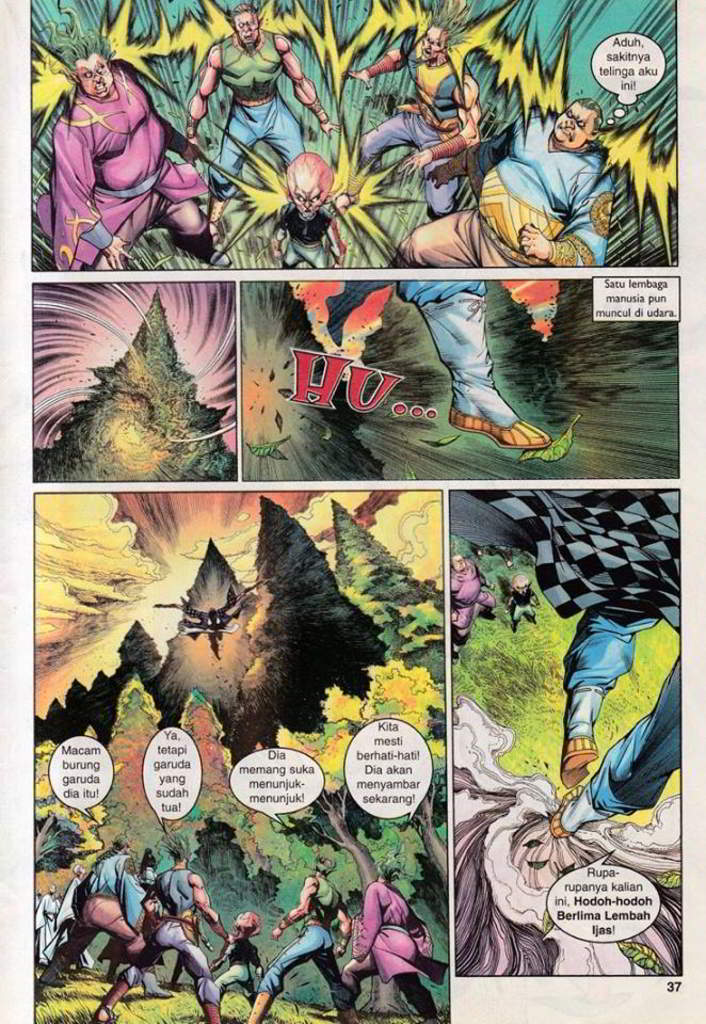 Aduh,
sakitnya
telinga aku
ini!
Satu lembaga
manusia pun
muncul di udara.
HU...
Macam
burung
garuda
dia itu!
Ya,
tetapi
garuda
yang
sudah
tua!
Dia
memang suka
menunjuk-
menunjuk!
Kita
mesti
berhati-hati!
Dia akan
menyambar
sekarang!
Rupa-
rupanya kalian
ini, Hodoh-hodoh
Berlima Lembah
Ijas!
37